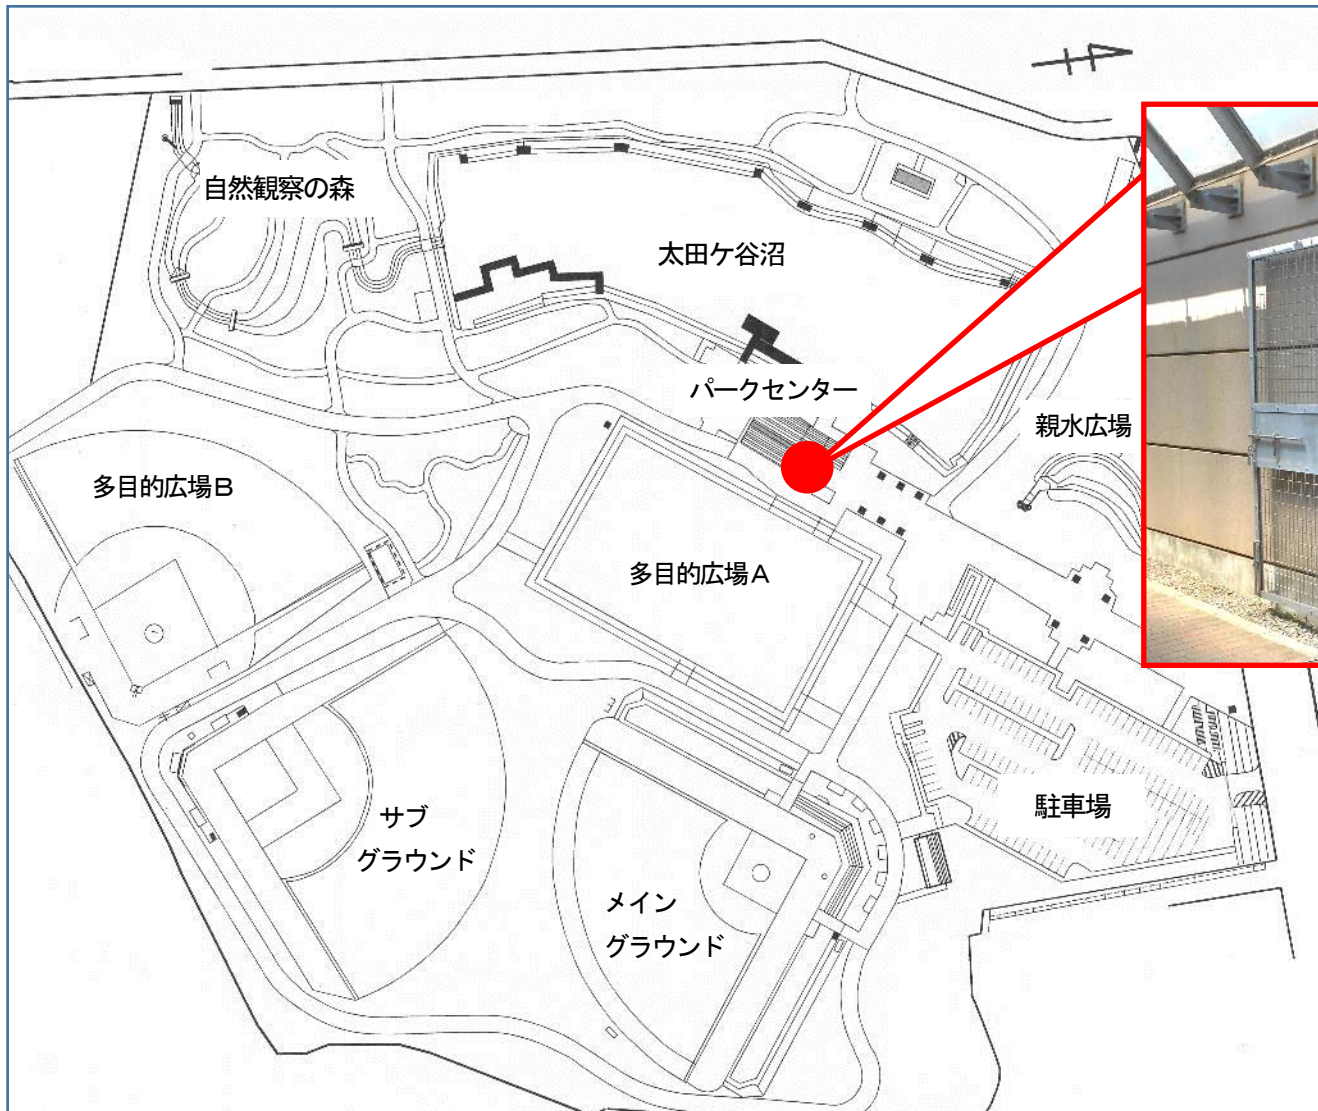 自然観察の森
太田ケ谷沼
パークセンター
親水広場
多目的広場B
多目的広場A
駐車場
サブ
グラウンド
メイン
グラウンド